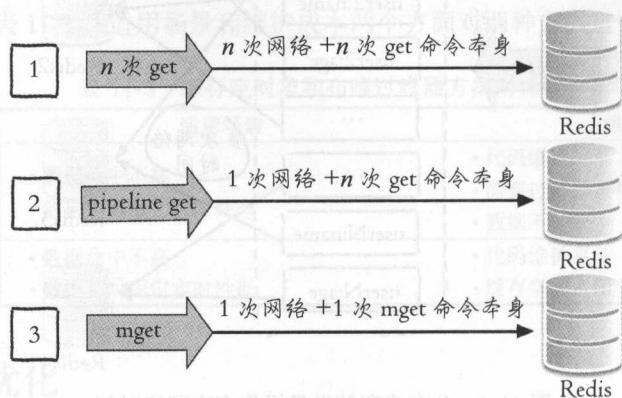 1
n 次 get
n 次网络 +n 次 get 命令本身
Redis
2
pipeline get
1 次网络 +n 次 get 命令本身
Redis
3
mget
1 次网络 +1 次 mget 命令本身
Redis